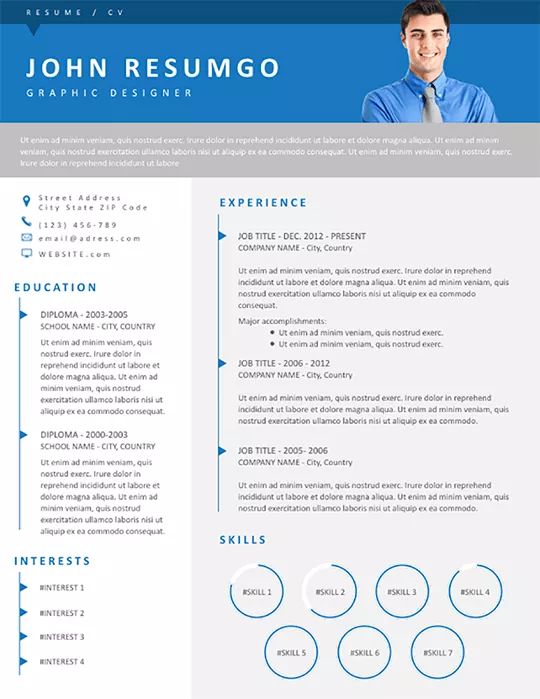 RESUME / CV
JOHN RESUMGO
GRAPHIC DESIGNER
Ut enim ad minim veniam, quis nostrud exerc. Irure dolor in reprehend incididunt ut labore et dolore magna aliqua. Ut enim ad minim
veniam, quis nostrud exercitation ullamco laboris nisi ut aliquip ex ea commodo consequat. Duis nostrud exerc.
Irure dolor in reprehend incididunt ut labore
Street Address
City State ZIP Code
(123) 456-789
email@adress.com
WEBSITE.com
EDUCATION
DIPLOMA - 2003-2005
SCHOOL NAME - CITY, COUNTRY
Ut enim ad minim veniam, quis
nostrud exerc. Irure dolor in
reprehend incididunt ut labore et
dolore magna aliqua. Ut enim ad
minim veniam, quis nostrud
exercitation ullamco laboris nisi ut
aliquip ex ea commodo consequat.
DIPLOMA - 2000-2003
SCHOOL NAME - CITY, COUNTRY
Ut enim ad minim veniam, quis
nostrud exerc. Irure dolor in
reprehend incididunt ut labore et
dolore magna aliqua. Ut enim ad
minim veniam, quis nostrud
exercitation ullamco laboris nisi ut
aliquip ex ea commodo consequat.
INTERESTS
#INTEREST 1
#INTEREST 2
#INTEREST 3
#INTEREST 4
EXPERIENCE
JOB TITLE - DEC. 2012 - PRESENT
COMPANY NAME - City, Country
Ut enim ad minim veniam, quis nostrud exerc. Irure dolor in reprehend
incididunt ut labore et dolore magna aliqua. Ut enim ad minim veniam, quis
nostrud exercitation ullamco laboris nisi ut aliquip ex ea commodo
consequat.
Major accomplishments:
• Ut enim ad minim veniam, quis nostrud exerc.
• Ut enim ad minim veniam, quis nostrud exerc.
JOB TITLE - 2006 - 2012
COMPANY NAME - City, Country
Ut enim ad minim veniam, quis nostrud exerc. Irure dolor in reprehend
incididunt ut labore et dolore magna aliqua. Ut enim ad minim veniam, quis
nostrud exercitation ullamco laboris nisi ut aliquip ex ea commodo
JOB TITLE - 2005- 2006
COMPANY NAME - City, Country
Ut enim ad minim veniam, quis nostrud exerc. Irure dolor in reprehend
incididunt ut labore et dolore magna aliqua. Ut enim ad minim veniam, quis
nostrud exercitation ullamco laboris nisi ut aliquip ex ea commodo
SKILLS
#SKILL 1 #SKILL 2 #SKILL 3 #SKILL 4
#SKILL 5 #SKILL 6 #SKILL 7